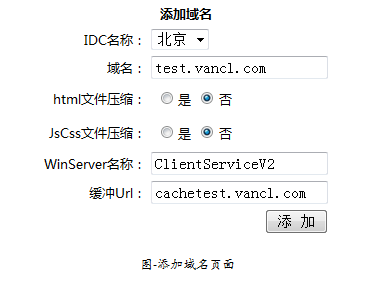 添加域名
IDC名称： 北京
域名： test.vancl.com
html文件压缩： 是 否
JsCss文件压缩： 是 否
WinServer名称： ClientServiceV2
缓冲Url： cachetest.vancl.com
添 加
图-添加域名页面